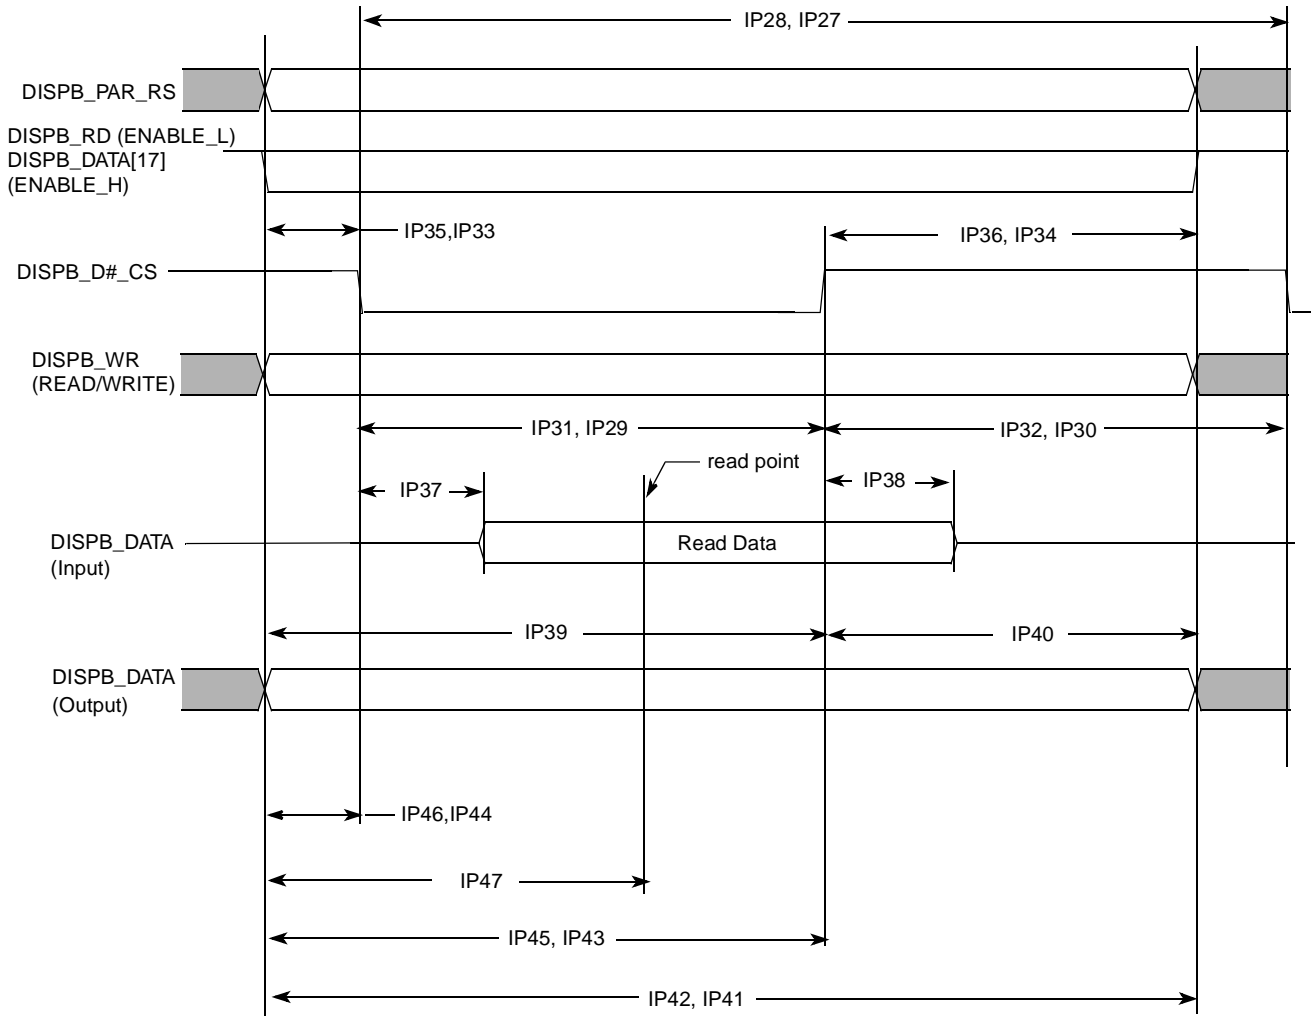 IP28, IP27
DISPB_PAR_RS
DISPB_RD (ENABLE_L)
DISPB_DATA[17]
(ENABLE_H)
IP35,IP33
IP36, IP34
DISPB_D#_CS
DISPB_WR
(READ/WRITE)
IP31, IP29
IP32, IP30
read point
IP37
IP38
DISPB_DATA
(Input)
Read Data
IP39
IP40
DISPB_DATA
(Output)
IP46,IP44
IP47
IP45, IP43
IP42, IP41